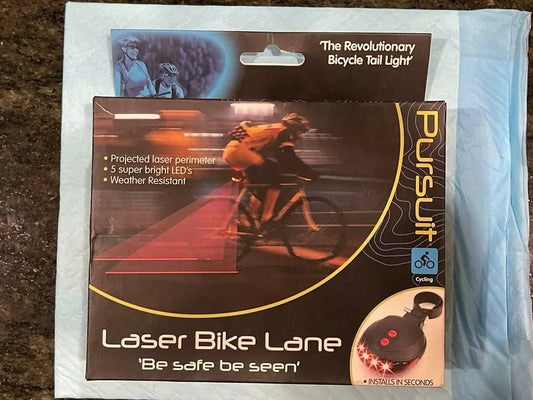 'The Revolutionary
Bicycle Tail Light'
• Projected laser perimeter
• 5 super bright LED's
• Weather Resistant
Pursuit
Cycling
Laser Bike Lane
'Be safe be seen'
• INSTALLS IN SECONDS